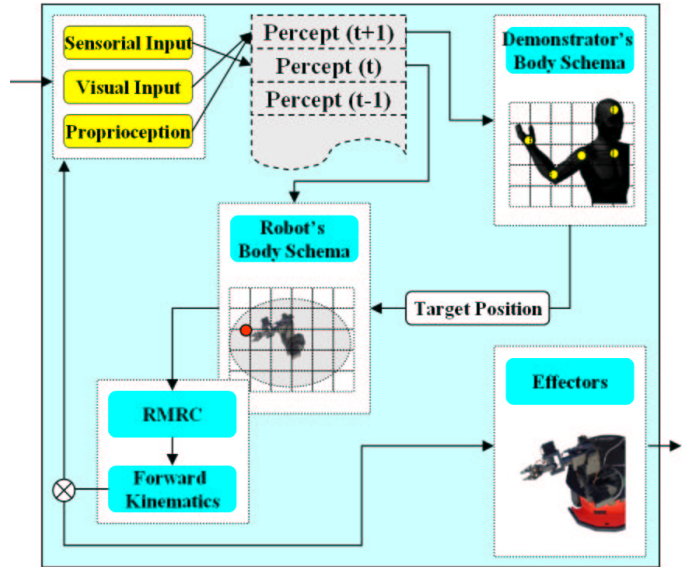 Sensorial Input
Visual Input
Proprioception
Percept (t+1)
Percept (t)
Percept (t-1)
Demonstrator's
Body Schema
Robot's
Body Schema
Target Position
RMRC
Forward
Kinematics
Effectors